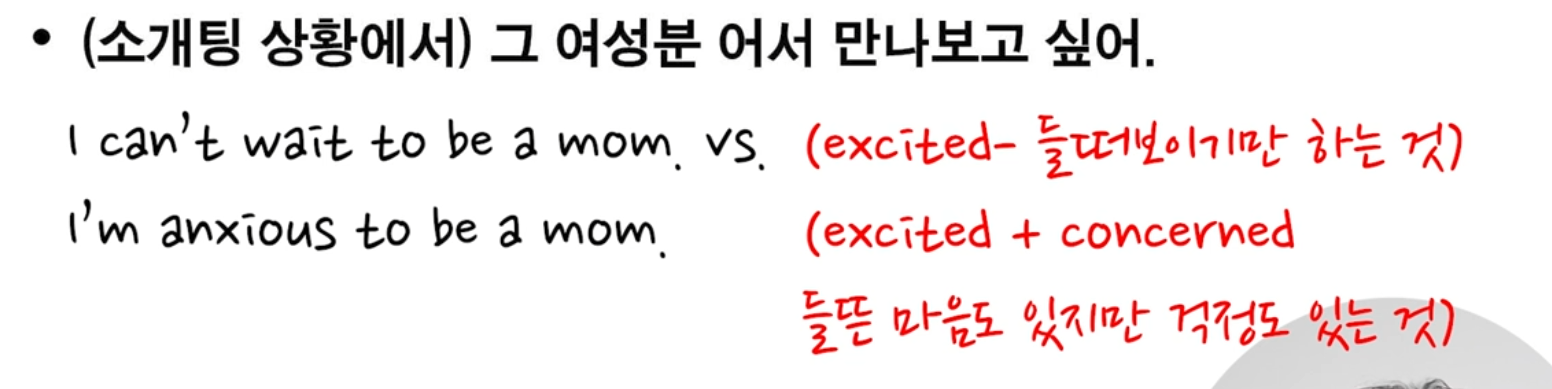 • (소개팅 상황에서) 그 여성분 어서 만나보고 싶어.
I can't wait to be a mom. vs. (excited- 들떠보이기만 하는 것)
I'm anxious to be a mom. (excited + concerned
들뜬 마음도 있지만 걱정도 있는 것)